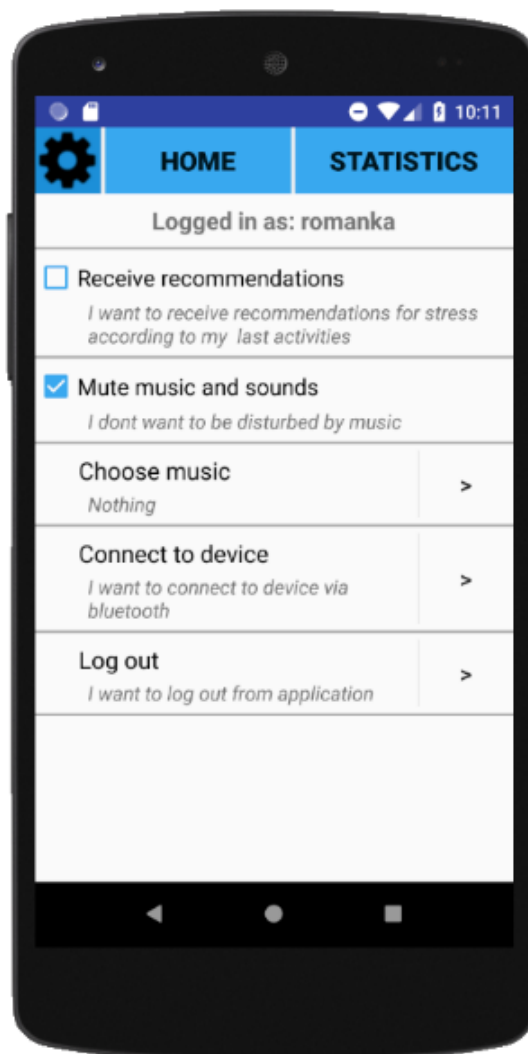 10:11
HOME STATISTICS
Logged in as: romanka
Receive recommendations
I want to receive recommendations for stress
according to my last activities
Mute music and sounds
I dont want to be disturbed by music
Choose music
Nothing
>
Connect to device
I want to connect to device via
bluetooth
>
Log out
I want to log out from application
>